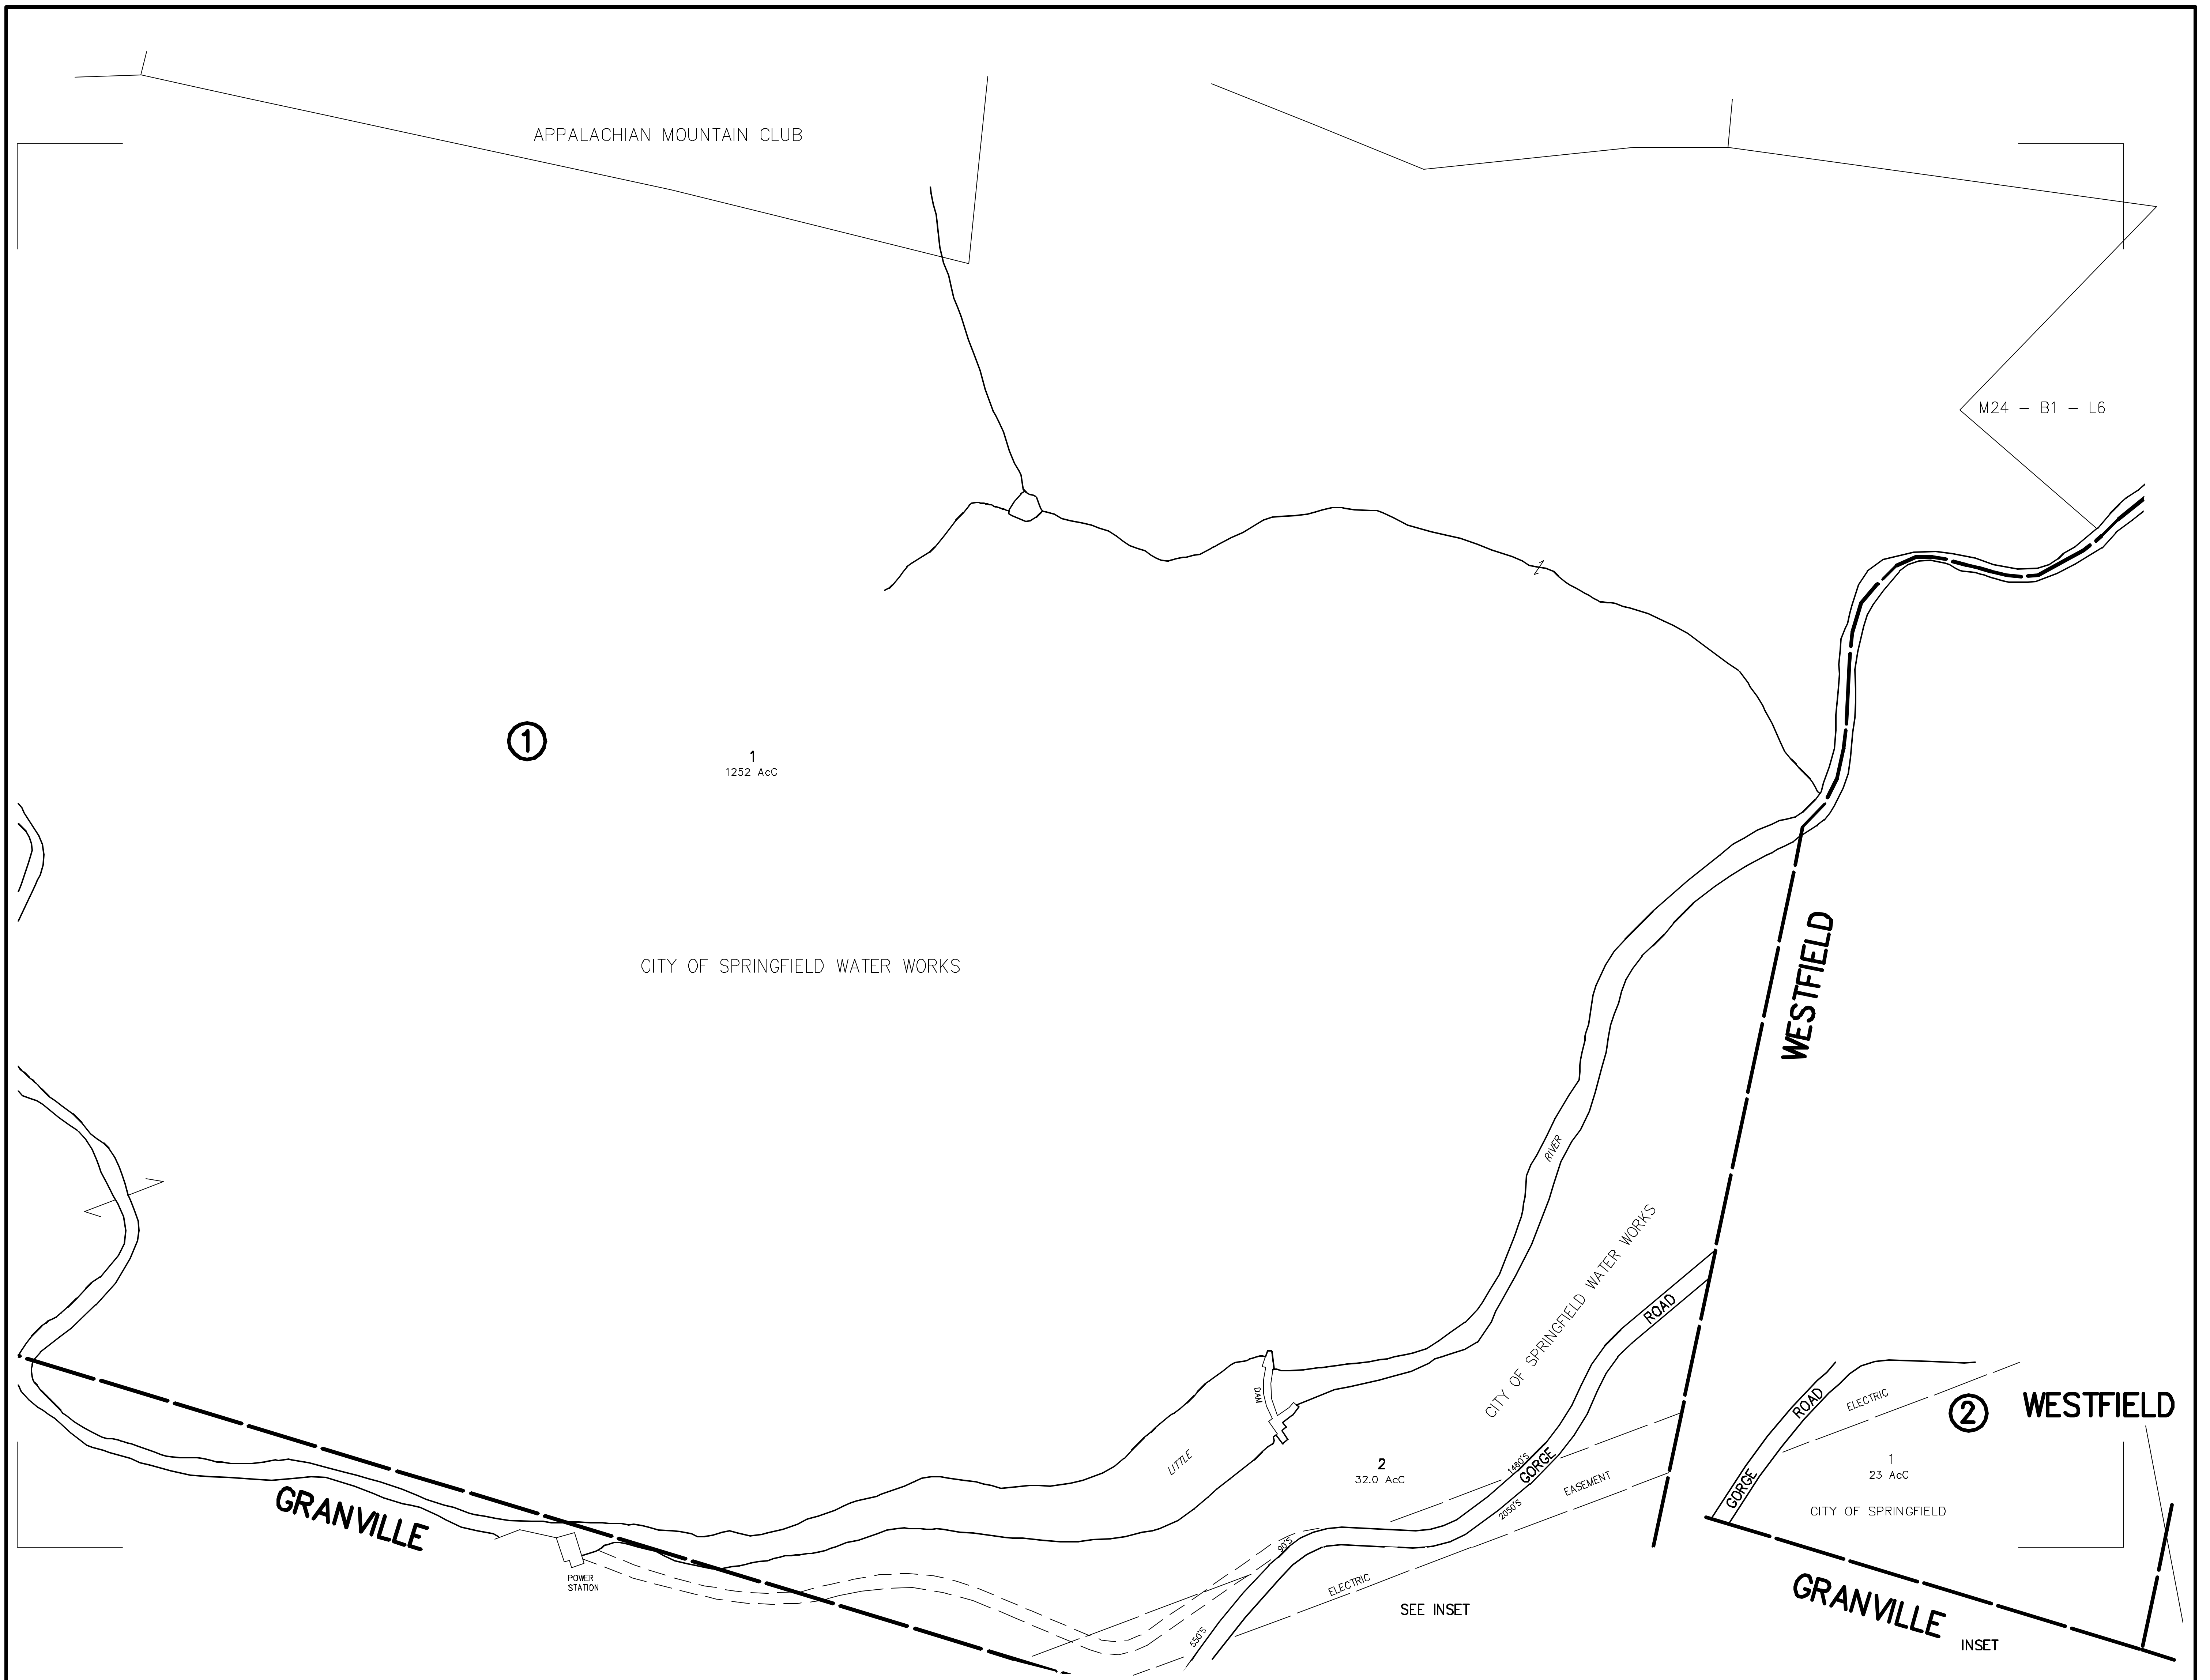 APPALACHIAN MOUNTAIN CLUB
M24 - B1 - L6
1
1
1252 AcC
CITY OF SPRINGFIELD WATER WORKS
WESTFIELD
RIVER
CITY OF SPRINGFIELD WATER WORKS
ROAD
DAM
LITTLE
2
32.0 AcC
1460'S
GORGE
2050'S
EASEMENT
GRANVILLE
POWER
STATION
90'S
ELECTRIC
550'S
SEE INSET
ROAD
ELECTRIC
2
WESTFIELD
1
23 AcC
GORGE
CITY OF SPRINGFIELD
GRANVILLE
INSET